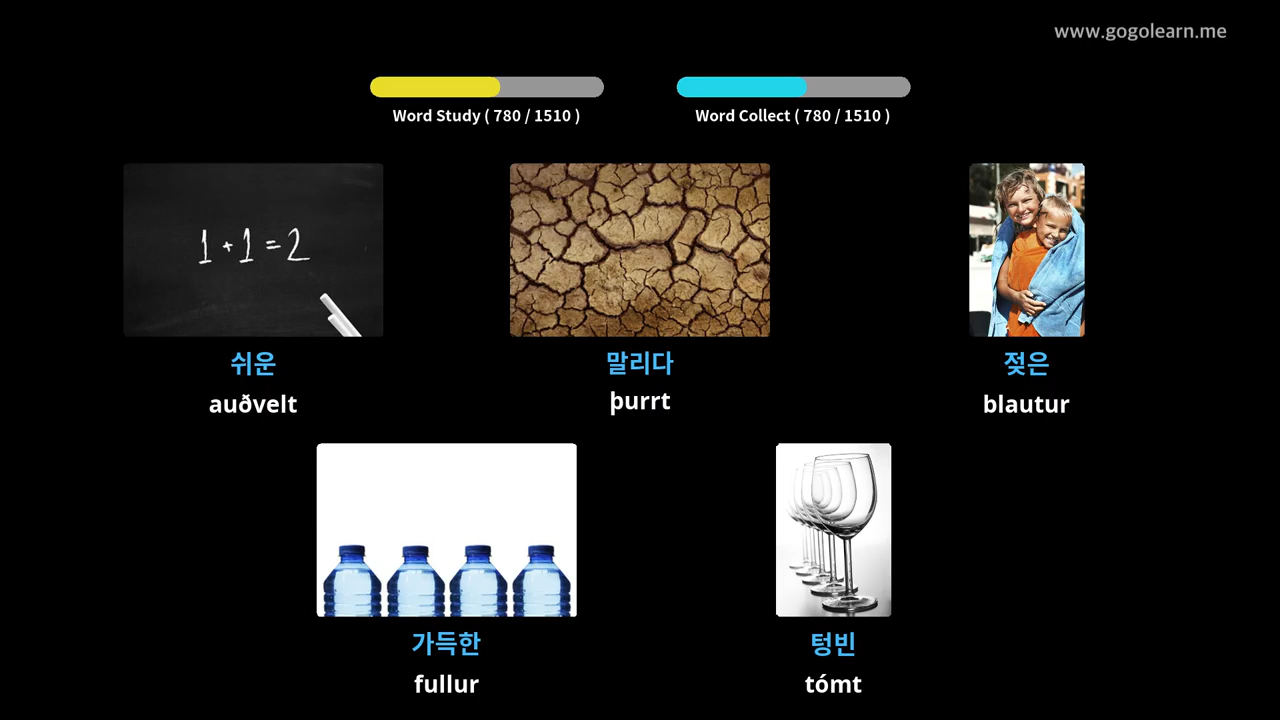 www.gogolearn.me
Word Study ( 780 / 1510 )
Word Collect ( 780 / 1510 )
1 + 1 = 2
쉬운
말리다
젖은
auðvelt
þurrt
blautur
가득한
텅빈
fullur
tómt